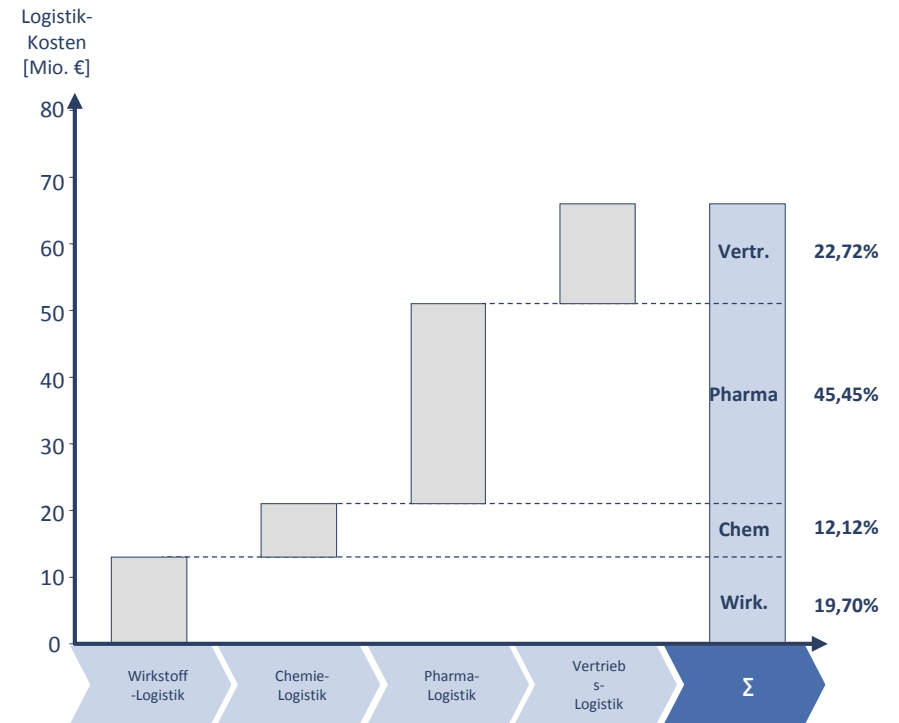 Logistik-
Kosten
[Mio. €]
80
70
60
50
40
30
20
10
0
Vertr.
22,72%
Pharma
45,45%
Chem
12,12%
Wirk.
19,70%
Wirkstoff
-Logistik
Chemie-
Logistik
Pharma-
Logistik
Vertrieb
s-
Logistik
Σ